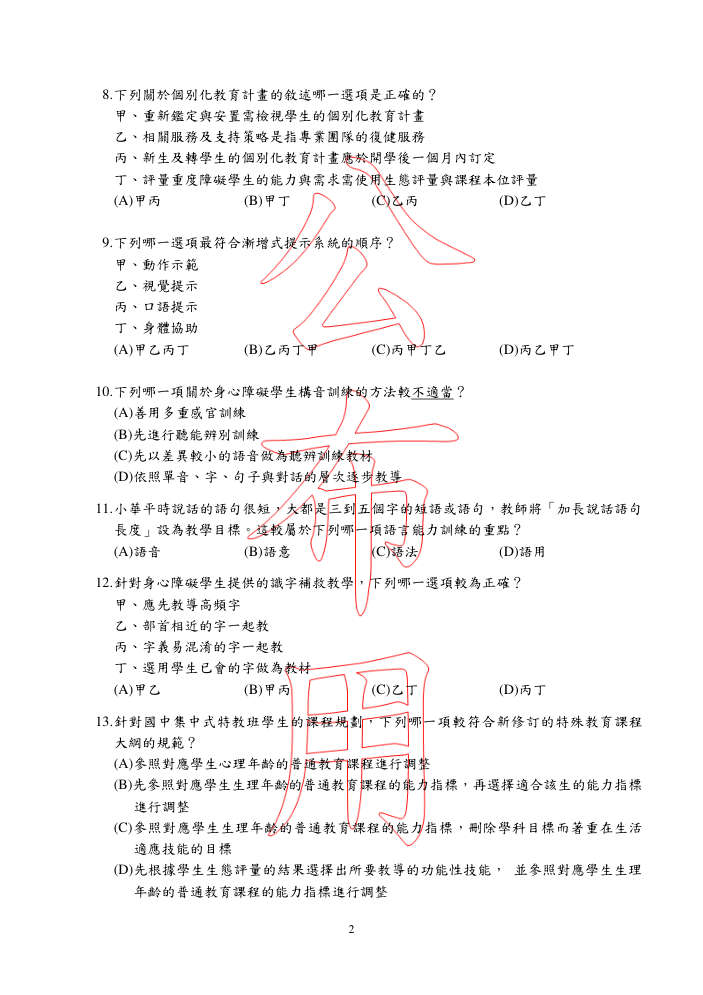 8.下列關於個別化教育計畫的敘述哪一選項是正確的？
甲、重新鑑定與安置需檢視學生的個別化教育計畫
乙、相關服務及支持策略是指專業團隊的復健服務
丙、新生及轉學生的個別化教育計畫應於開學後一個月內訂定
丁、評量重度障礙學生的能力與需求需使用生態評量與課程本位評量
(A)甲丙 (B)甲丁 (C)乙丙 (D)乙丁
9.下列哪一選項最符合漸增式提示系統的順序？
甲、動作示範
乙、視覺提示
丙、口語提示
丁、身體協助
(A)甲乙丙丁 (B)乙丙丁甲 (C)丙甲丁乙 (D)丙乙甲丁
10.下列哪一項關於身心障礙學生構音訓練的方法較不適當？
(A)善用多重感官訓練
(B)先進行聽能辨別訓練
(C)先以差異較小的語音做為聽辨訓練教材
(D)依照單音、字、句子與對話的層次逐步教導
11.小華平時說話的語句很短，大都是三到五個字的短語或語句，教師將「加長說話語句
長度」設為教學目標。這較屬於下列哪一項語言能力訓練的重點？
(A)語音 (B)語意 (C)語法 (D)語用
12.針對身心障礙學生提供的識字補救教學，下列哪一選項較為正確？
甲、應先教導高頻字
乙、部首相近的字一起教
丙、字義易混淆的字一起教
丁、選用學生已會的字做為教材
(A)甲乙 (B)甲丙 (C)乙丁 (D)丙丁
13.針對國中集中式特教班學生的課程規劃，下列哪一項較符合新修訂的特殊教育課程
大綱的規範？
(A)參照對應學生心理年齡的普通教育課程進行調整
(B)先參照對應學生生理年齡的普通教育課程的能力指標，再選擇適合該生的能力指標
進行調整
(C)參照對應學生生理年齡的普通教育課程的能力指標，刪除學科目標而著重在生活
適應技能的目標
(D)先根據學生生態評量的結果選擇出所要教導的功能性技能， 並參照對應學生生理
年齡的普通教育課程的能力指標進行調整
2
公
布
用